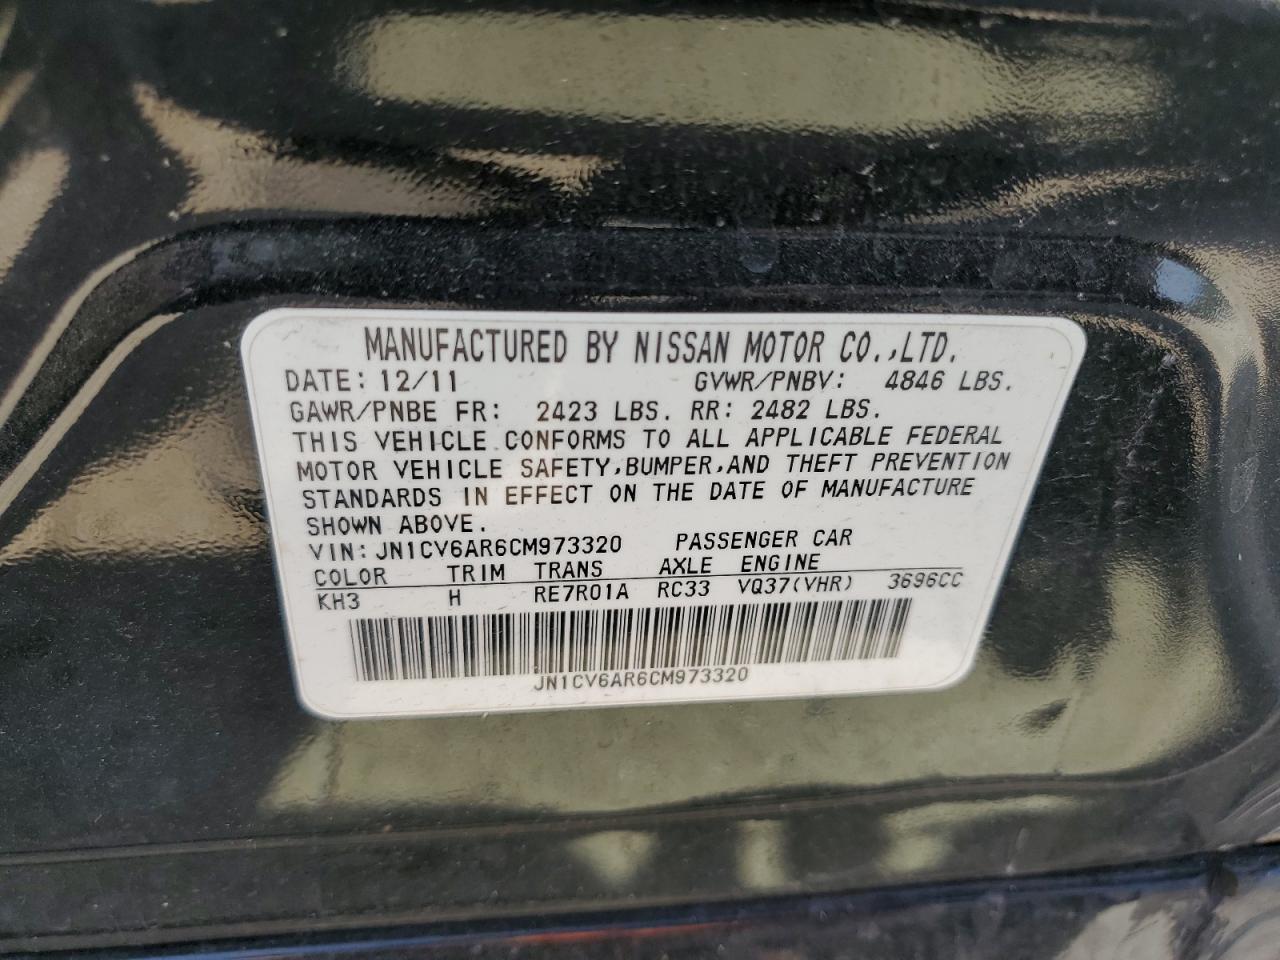 MANUFACTURED BY NISSAN MOTOR CO.,LTD.
DATE: 12/11 GVWR/PNBV: 4846 LBS.
GAWR/PNBE FR: 2423 LBS. RR: 2482 LBS.
THIS VEHICLE CONFORMS TO ALL APPLICABLE FEDERAL
MOTOR VEHICLE SAFETY,BUMPER,AND THEFT PREVENTION
STANDARDS IN EFFECT ON THE DATE OF MANUFACTURE
SHOWN ABOVE.
VIN: JN1CV6AR6CM973320 PASSENGER CAR
COLOR TRIM TRANS AXLE ENGINE
KH3 H RE7R01A RC33 VQ37(VHR) 3696CC
JN1CV6AR6CM973320